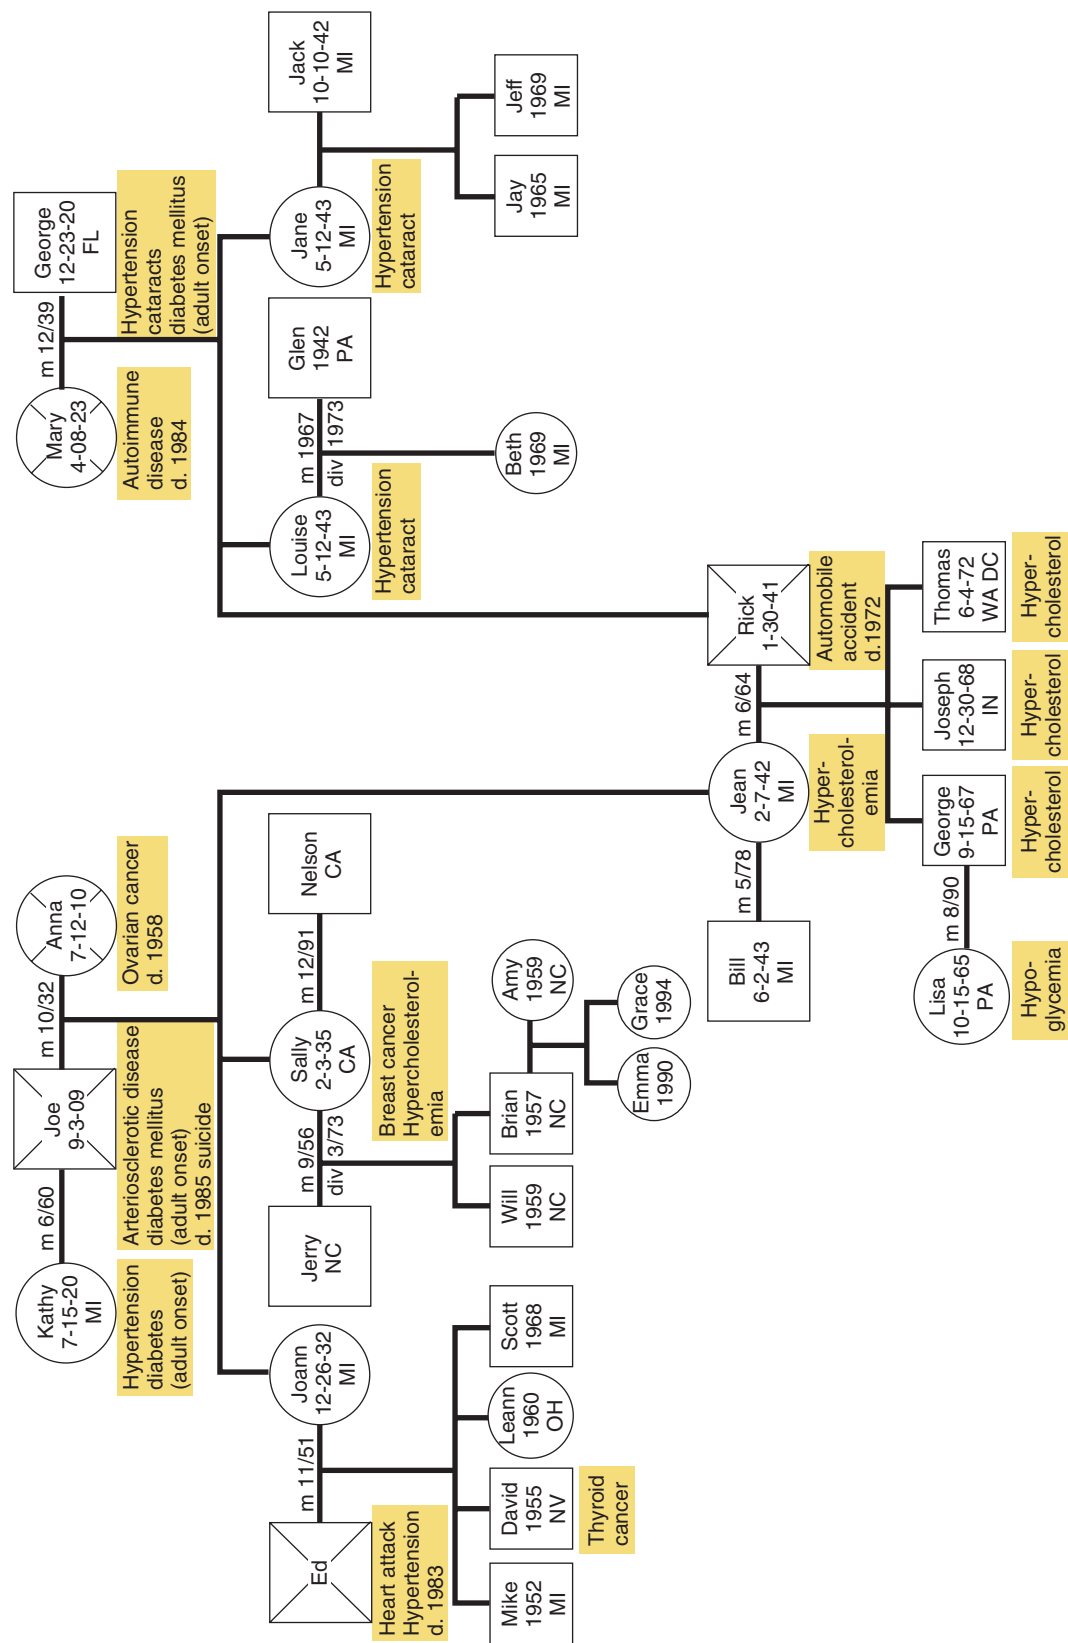 Kathy
7-15-20
MI
Hypertension
diabetes
(adult onset)
m 6/60
Joe
9-3-09
Arteriosclerotic disease
diabetes mellitus
(adult onset)
d. 1985 suicide
m 10/32
Anna
7-12-10
Ovarian cancer
d. 1958
Mary
4-08-23
Autoimmune
disease
d. 1984
m 12/39
George
12-23-20
FL
Hypertension
cataracts
diabetes mellitus
(adult onset)
Ed
Heart attack
Hypertension
d. 1983
m 11/51
Joann
12-26-32
MI
Jerry
NC
m 9/56
div 3/73
Sally
2-3-35
CA
Breast cancer
Hypercholesterol-
emia
m 12/91
Nelson
CA
Louise
5-12-43
MI
Hypertension
cataract
m 1967
div 1973
Glen
1942
PA
Jane
5-12-43
MI
Hypertension
cataract
Jack
10-10-42
MI
Mike
1952
MI
David
1955
NV
Thyroid
cancer
Leann
1960
OH
Scott
1968
MI
Will
1959
NC
Brian
1957
NC
Amy
1959
NC
Emma
1990
Grace
1994
Beth
1969
MI
Jay
1965
MI
Jeff
1969
MI
Bill
6-2-43
MI
m 5/78
Jean
2-7-42
MI
Hyper-
cholesterol-
emia
m 6/64
Rick
1-30-41
Automobile
accident
d.1972
Lisa
10-15-65
PA
Hypo-
glycemia
m 8/90
George
9-15-67
PA
Hyper-
cholesterol
Joseph
12-30-68
IN
Hyper-
cholesterol
Thomas
6-4-72
WA DC
Hyper-
cholesterol